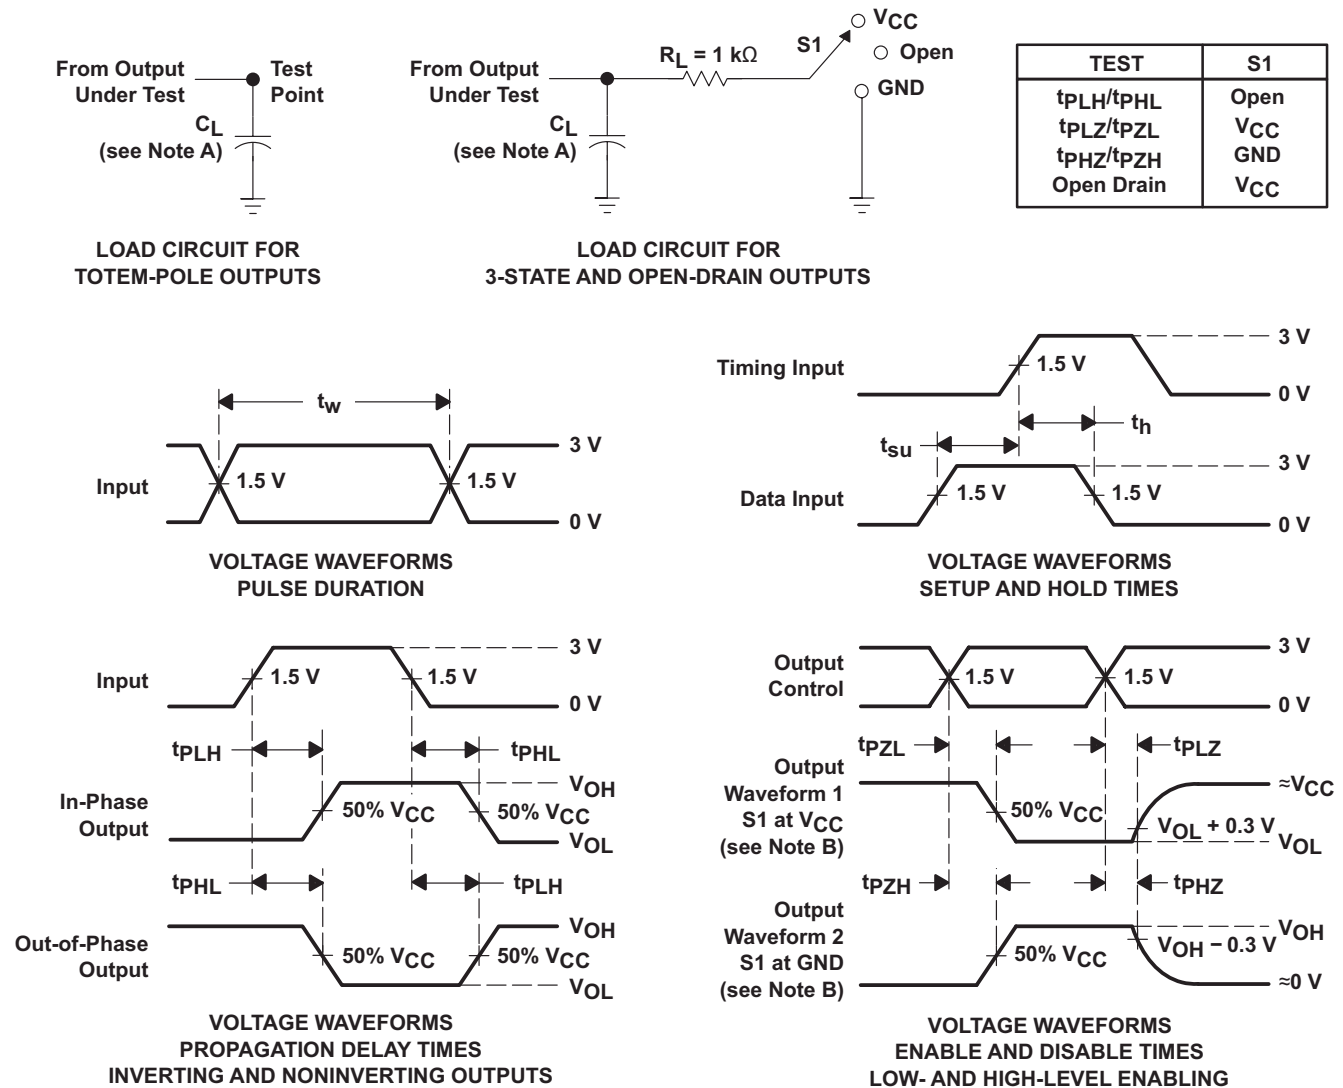 From Output
Under Test
Test
Point
CL
(see Note A)
LOAD CIRCUIT FOR
TOTEM-POLE OUTPUTS
From Output
Under Test
RL = 1 kΩ
S1
VCC
Open
GND
CL
(see Note A)
LOAD CIRCUIT FOR
3-STATE AND OPEN-DRAIN OUTPUTS
TEST S1
tPLH/tPHL Open
tPLZ/tPZL VCC
tPHZ/tPZH GND
Open Drain VCC
tw
Input
1.5 V
1.5 V
3 V
0 V
VOLTAGE WAVEFORMS
PULSE DURATION
Timing Input
1.5 V
3 V
0 V
th
tsu
Data Input
1.5 V
1.5 V
3 V
0 V
VOLTAGE WAVEFORMS
SETUP AND HOLD TIMES
Input
1.5 V
1.5 V
3 V
0 V
tPLH
tPHL
In-Phase
Output
50% VCC
50% VCC
VOH
VOL
tPHL
tPLH
Out-of-Phase
Output
50% VCC
50% VCC
VOH
VOL
VOLTAGE WAVEFORMS
PROPAGATION DELAY TIMES
INVERTING AND NONINVERTING OUTPUTS
Output
Control
1.5 V
1.5 V
3 V
0 V
tPZL
tPLZ
Output
Waveform 1
S1 at VCC
(see Note B)
50% VCC
VOL + 0.3 V
≈VCC
VOL
tPZH
tPHZ
Output
Waveform 2
S1 at GND
(see Note B)
50% VCC
VOH − 0.3 V
VOH
≈0 V
VOLTAGE WAVEFORMS
ENABLE AND DISABLE TIMES
LOW- AND HIGH-LEVEL ENABLING